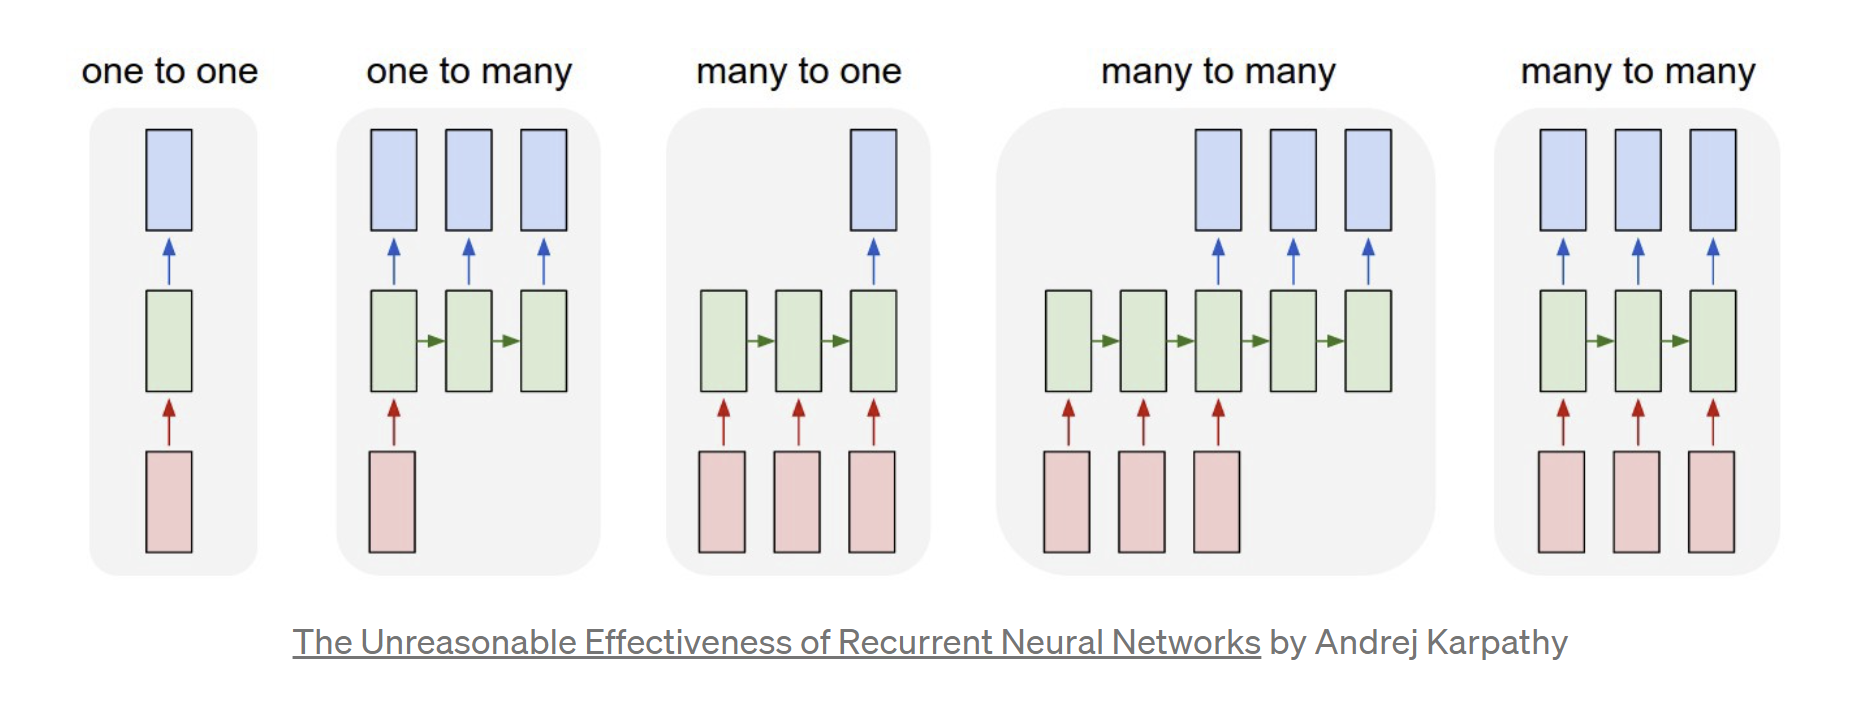 one to one
one to many
many to one
many to many
many to many
The Unreasonable Effectiveness of Recurrent Neural Networks by Andrej Karpathy